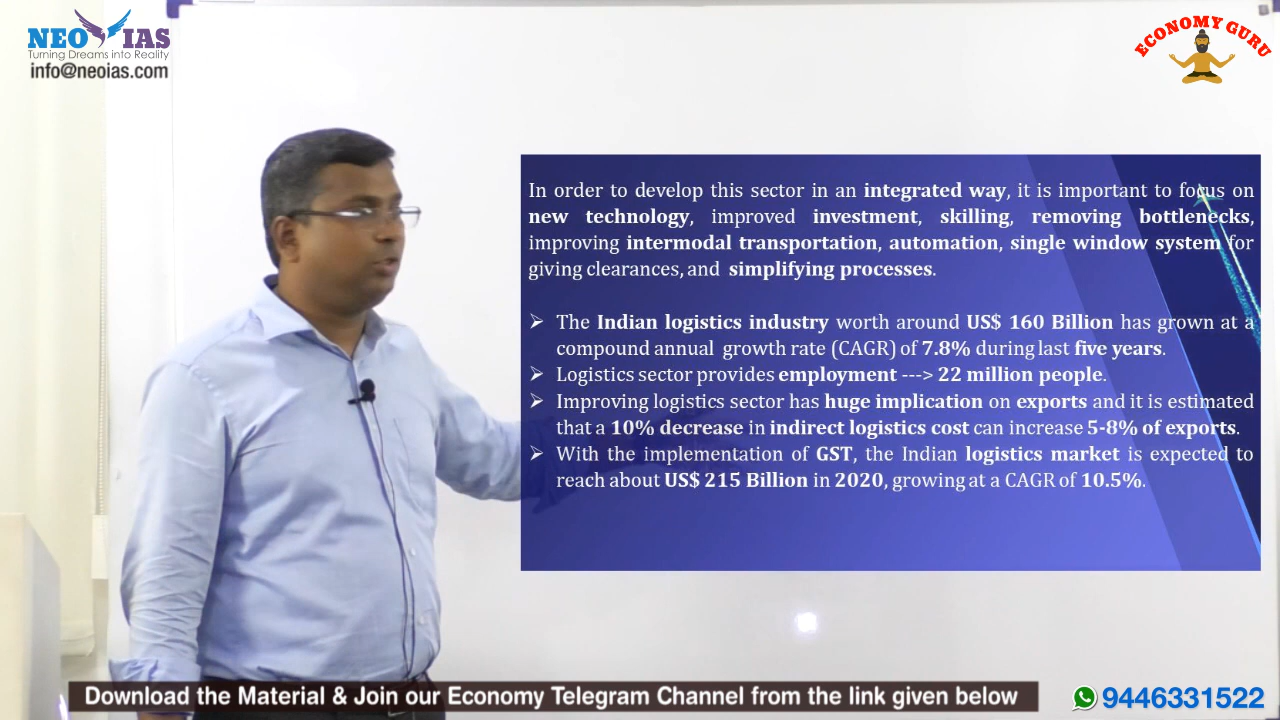 NEO IAS
Turning Dreams into Reality
info@neoias.com
ECONOMY GURU
In order to develop this sector in an integrated way, it is important to focus on
new technology, improved investment, skilling, removing bottlenecks,
improving intermodal transportation, automation, single window system for
giving clearances, and simplifying processes.
➢ The Indian logistics industry worth around US$ 160 Billion has grown at a
compound annual growth rate (CAGR) of 7.8% during last five years.
➢ Logistics sector provides employment ---> 22 million people.
➢ Improving logistics sector has huge implication on exports and it is estimated
that a 10% decrease in indirect logistics cost can increase 5-8% of exports.
➢ With the implementation of GST, the Indian logistics market is expected to
reach about US$ 215 Billion in 2020, growing at a CAGR of 10.5%.
Download the Material & Join our Economy Telegram Channel from the link given below
9446331522